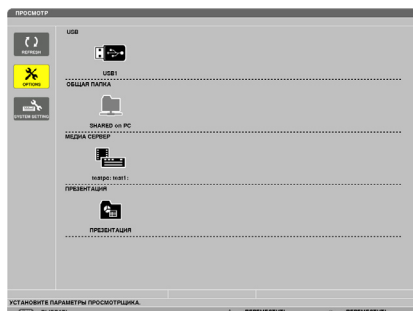 ПРОСМОТР
USB
REFRESH
USB1
OPTIONS
ОБЩАЯ ПАПКА
SYSTEM SETTING
SHARED on PC
МЕДИА СЕРВЕР
testpc: test1:
ПРЕЗЕНТАЦИЯ
ПРЕЗЕНТАЦИЯ
УСТАНОВИТЕ ПАРАМЕТРЫ ПРОСМОТРЩИКА.